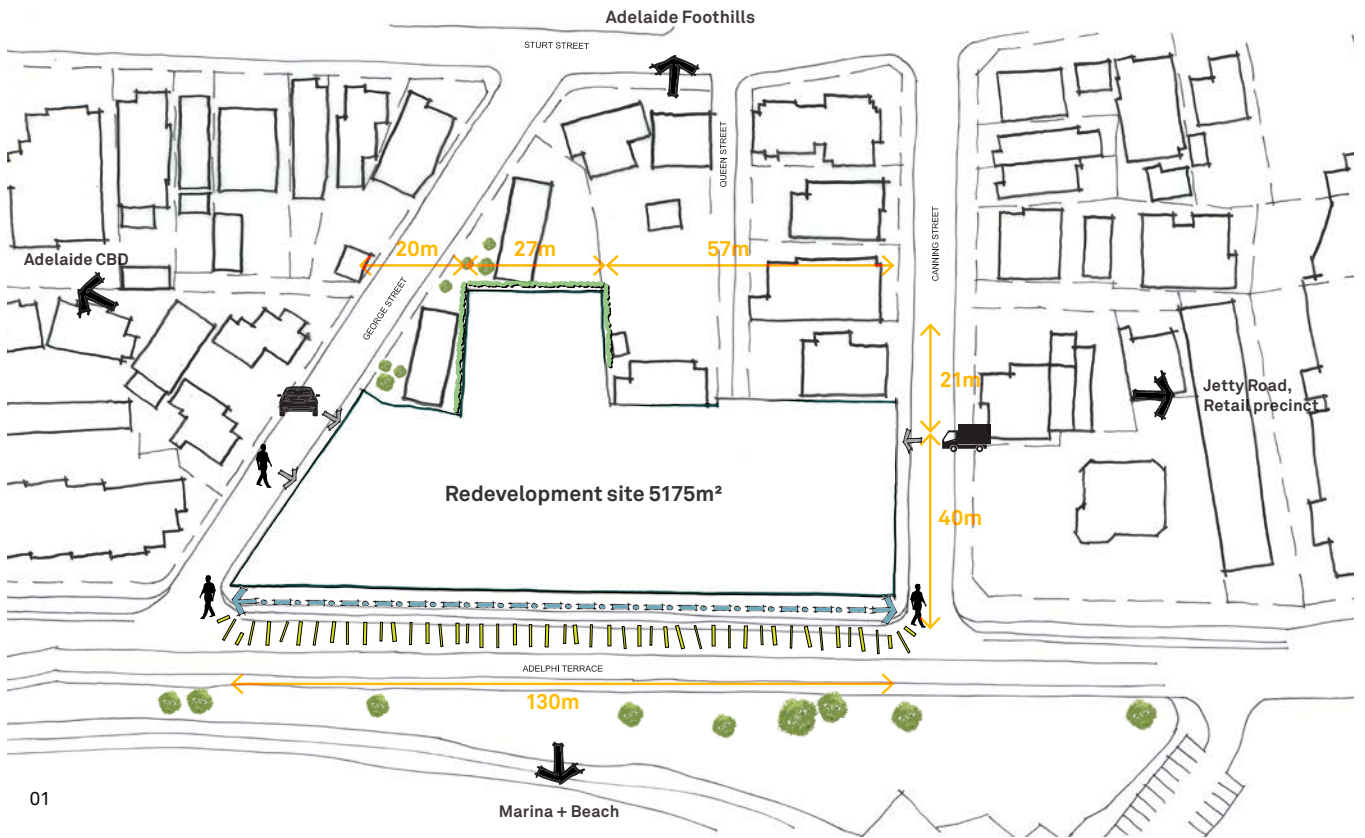 Adelaide Foothills
STURT STREET
QUEEN STREET
CANNING STREET
20m
27m
57m
Adelaide CBD
GEORGE STREET
21m
Jetty Road,
Retail precinct
Redevelopment site 5175m²
40m
ADELPHI TERRACE
130m
01
Marina + Beach